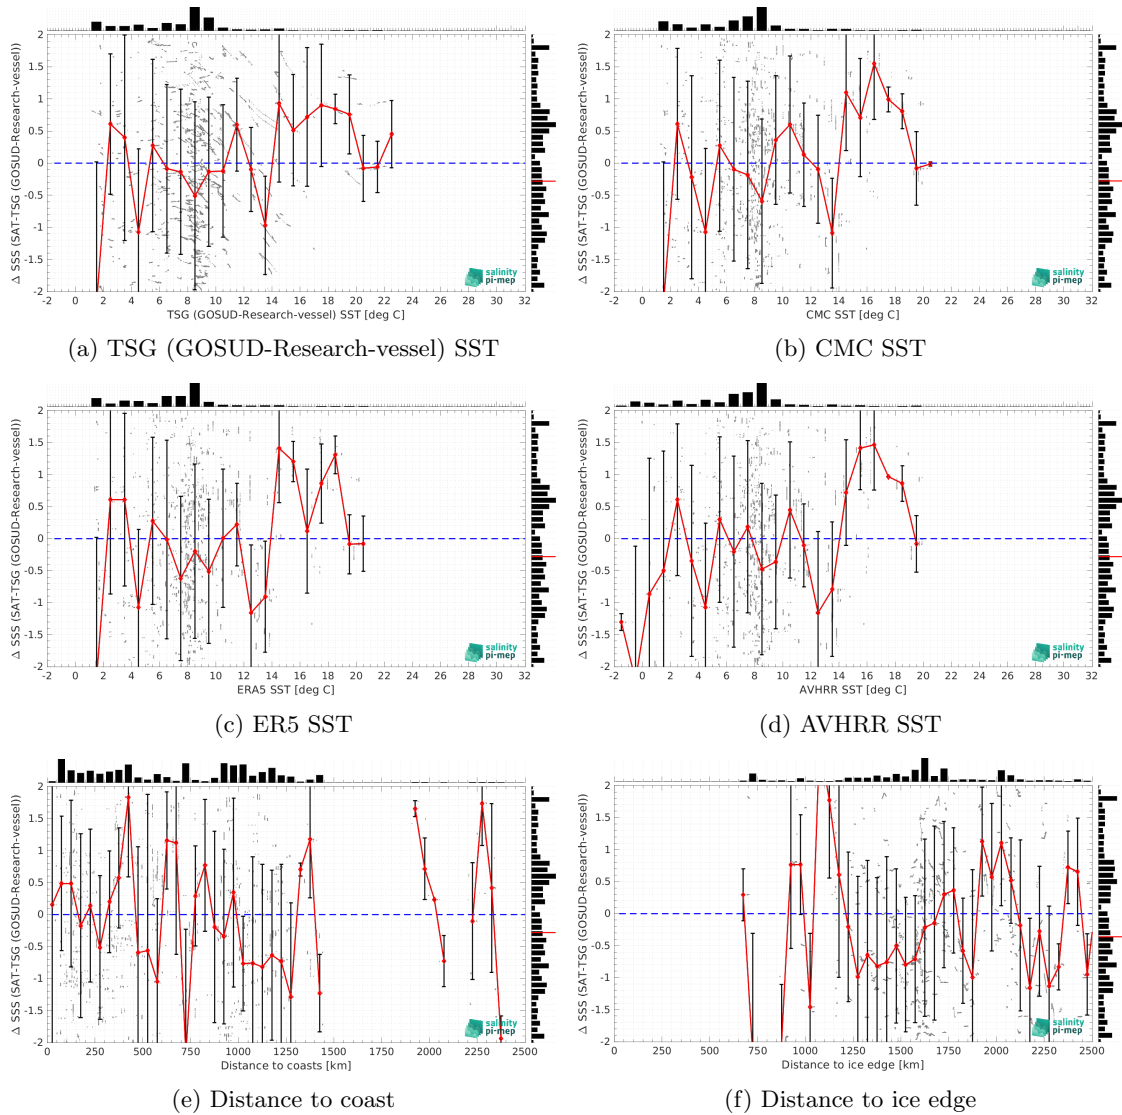 Δ SSS (SAT-TSG (GOSUD-Research-vessel))
2
1.5
1
0.5
0
-0.5
-1
-1.5
-2
-2 0 2 4 6 8 10 12 14 16 18 20 22 24 26 28 30 32
TSG (GOSUD-Research-vessel) SST [deg C]
salinity
pi-mep
(a) TSG (GOSUD-Research-vessel) SST
Δ SSS (SAT-TSG (GOSUD-Research-vessel))
2
1.5
1
0.5
0
-0.5
-1
-1.5
-2
-2 0 2 4 6 8 10 12 14 16 18 20 22 24 26 28 30 32
CMC SST [deg C]
salinity
pi-mep
(b) CMC SST
Δ SSS (SAT-TSG (GOSUD-Research-vessel))
2
1.5
1
0.5
0
-0.5
-1
-1.5
-2
-2 0 2 4 6 8 10 12 14 16 18 20 22 24 26 28 30 32
ERA5 SST [deg C]
salinity
pi-mep
(c) ER5 SST
Δ SSS (SAT-TSG (GOSUD-Research-vessel))
2
1.5
1
0.5
0
-0.5
-1
-1.5
-2
-2 0 2 4 6 8 10 12 14 16 18 20 22 24 26 28 30 32
AVHRR SST [deg C]
salinity
pi-mep
(d) AVHRR SST
Δ SSS (SAT-TSG (GOSUD-Research-vessel))
2
1.5
1
0.5
0
-0.5
-1
-1.5
-2
0 250 500 750 1000 1250 1500 1750 2000 2250 2500
Distance to coasts [km]
salinity
pi-mep
(e) Distance to coast
Δ SSS (SAT-TSG (GOSUD-Research-vessel))
2
1.5
1
0.5
0
-0.5
-1
-1.5
-2
0 250 500 750 1000 1250 1500 1750 2000 2250 2500
Distance to ice edge [km]
salinity
pi-mep
(f) Distance to ice edge